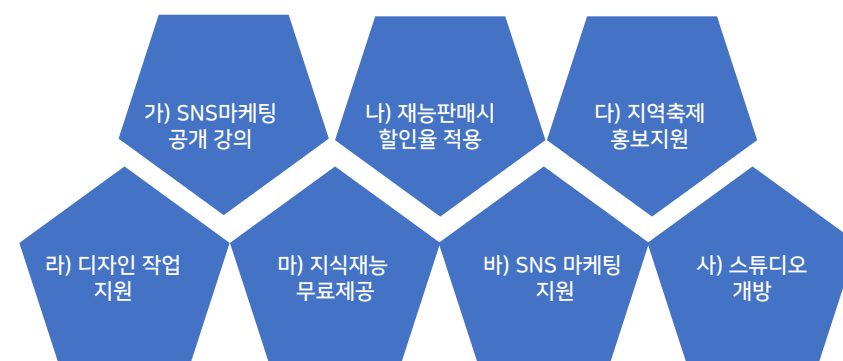 가) SNS마케팅
공개 강의
나) 재능판매시
할인율 적용
다) 지역축제
홍보지원
라) 디자인 작업
지원
마) 지식재능
무료제공
바) SNS 마케팅
지원
사) 스튜디오
개방